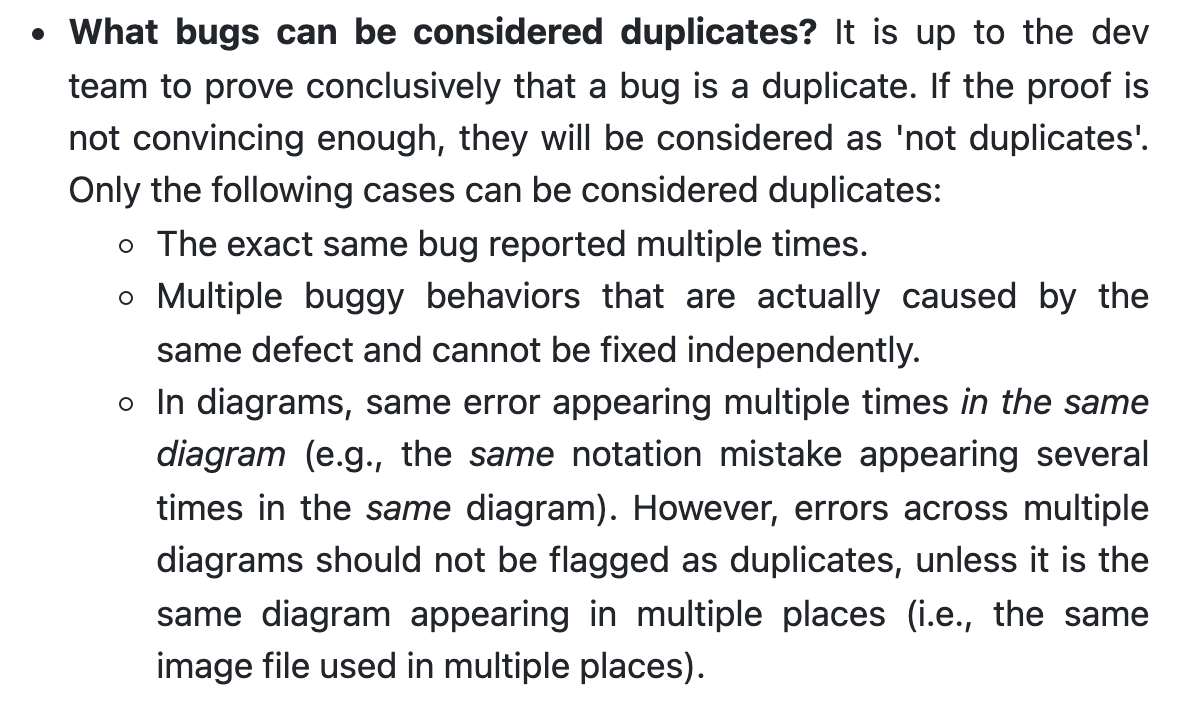 • What bugs can be considered duplicates? It is up to the dev
team to prove conclusively that a bug is a duplicate. If the proof is
not convincing enough, they will be considered as 'not duplicates'.
Only the following cases can be considered duplicates:
○ The exact same bug reported multiple times.
○ Multiple buggy behaviors that are actually caused by the
same defect and cannot be fixed independently.
○ In diagrams, same error appearing multiple times in the same
diagram (e.g., the same notation mistake appearing several
times in the same diagram). However, errors across multiple
diagrams should not be flagged as duplicates, unless it is the
same diagram appearing in multiple places (i.e., the same
image file used in multiple places).